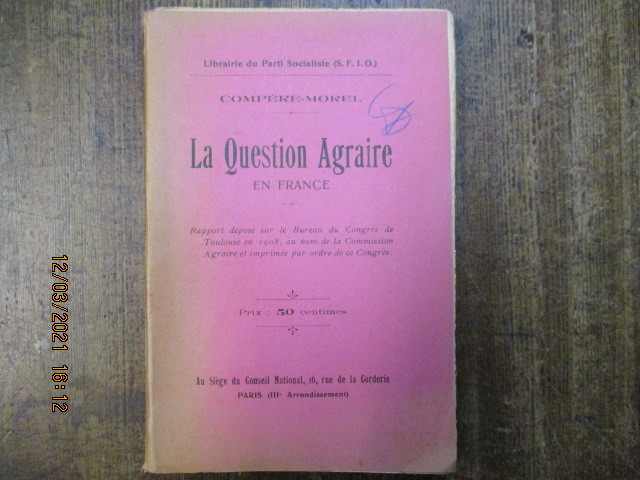 Librairie du Parti Socialiste (S. F. I. O.)
COMPÈRE-MOREL
La Question Agraire
EN FRANCE
Rapport déposé sur le Bureau du Congrès de
Toulouse en 1908, au nom de la Commission
Agraire et imprimée par ordre de ce Congrès.
Prix : 50 centimes
Au Siège du Conseil National, 16, rue de la Corderie
PARIS (IIIe Arrondissement)
12/03/2021 16:12